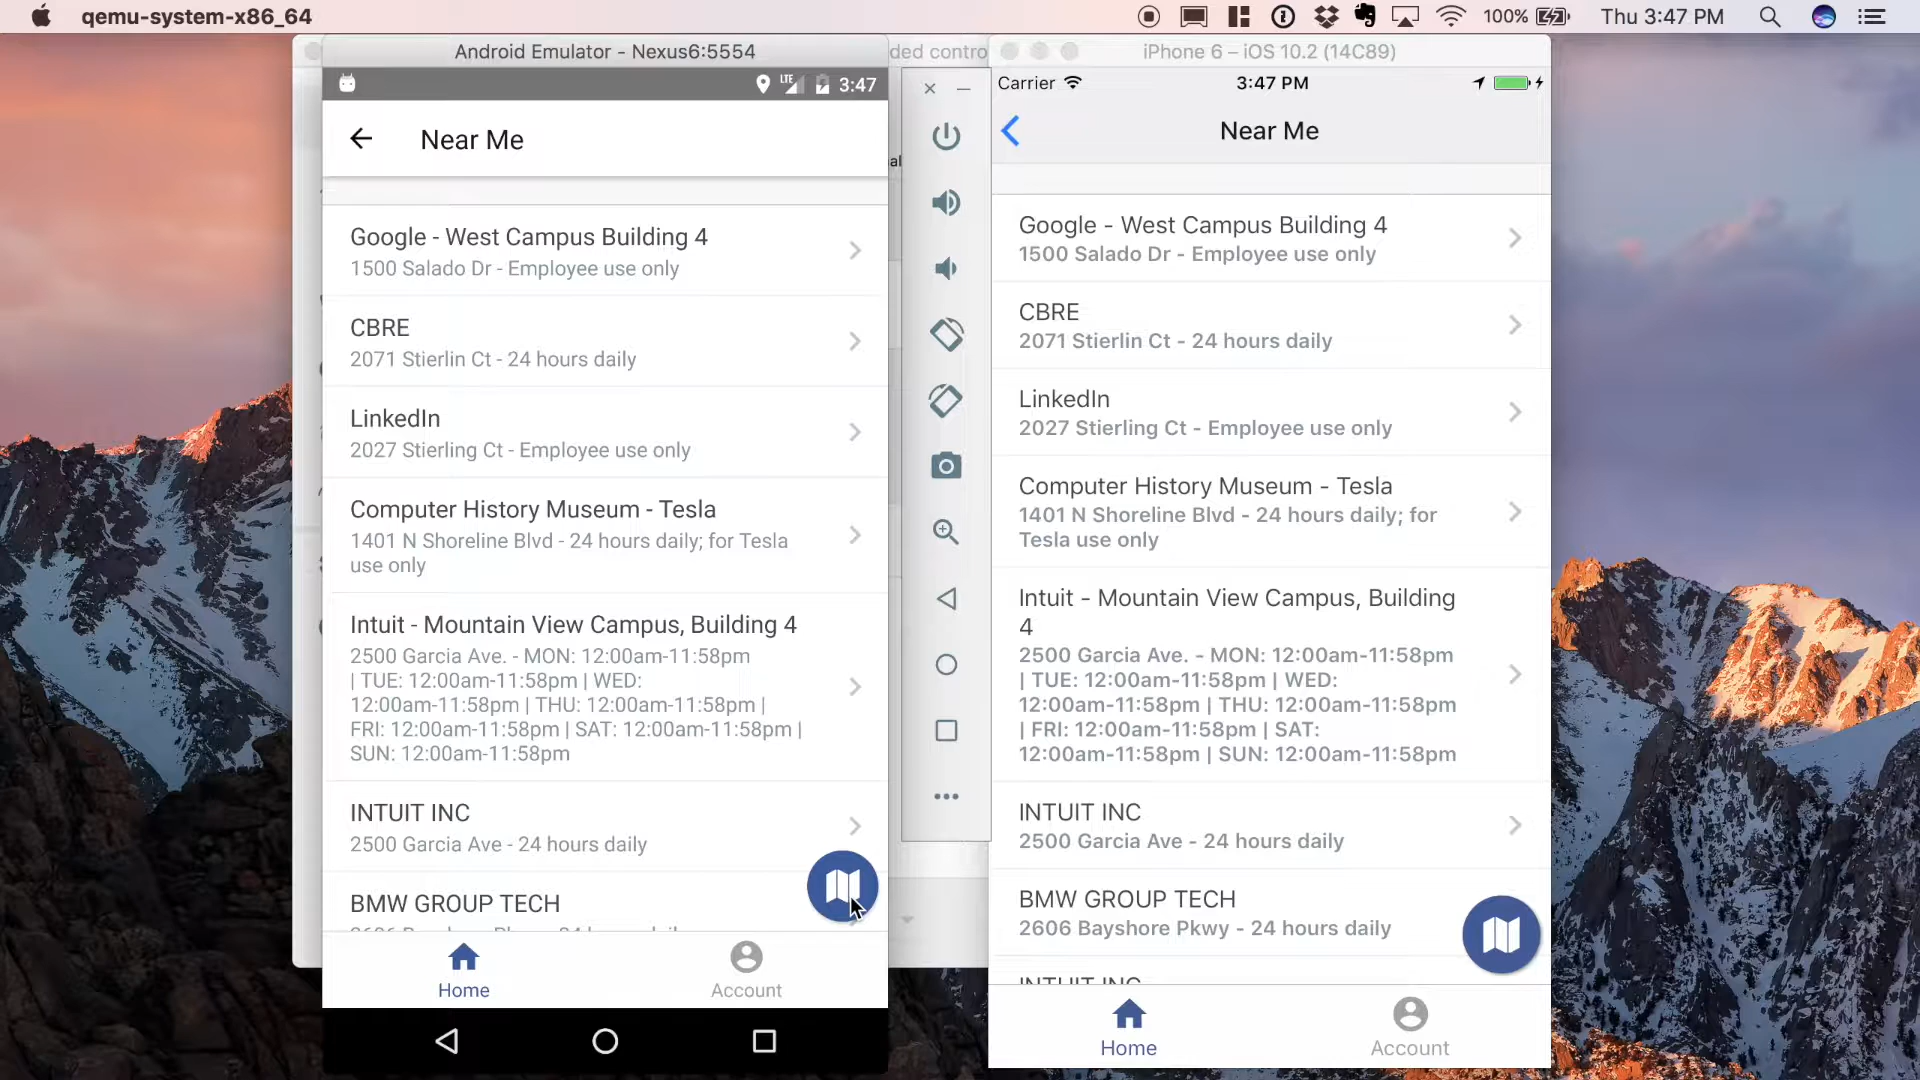 qemu-system-x86_64
100%
Thu 3:47 PM
Android Emulator - Nexus6:5554
ded contro
iPhone 6 – iOS 10.2 (14C89)
LTE
3:47
Near Me
al
Google - West Campus Building 4
1500 Salado Dr - Employee use only
CBRE
2071 Stierlin Ct - 24 hours daily
LinkedIn
2027 Stierling Ct - Employee use only
Computer History Museum - Tesla
1401 N Shoreline Blvd - 24 hours daily; for Tesla
use only
Intuit - Mountain View Campus, Building 4
2500 Garcia Ave. - MON: 12:00am-11:58pm
| TUE: 12:00am-11:58pm | WED:
12:00am-11:58pm | THU: 12:00am-11:58pm |
FRI: 12:00am-11:58pm | SAT: 12:00am-11:58pm |
SUN: 12:00am-11:58pm
INTUIT INC
2500 Garcia Ave - 24 hours daily
BMW GROUP TECH
Home
Account
Carrier
3:47 PM
Near Me
Google - West Campus Building 4
1500 Salado Dr - Employee use only
CBRE
2071 Stierlin Ct - 24 hours daily
LinkedIn
2027 Stierling Ct - Employee use only
Computer History Museum - Tesla
1401 N Shoreline Blvd - 24 hours daily; for
Tesla use only
Intuit - Mountain View Campus, Building
4
2500 Garcia Ave. - MON: 12:00am-11:58pm
| TUE: 12:00am-11:58pm | WED:
12:00am-11:58pm | THU: 12:00am-11:58pm
| FRI: 12:00am-11:58pm | SAT:
12:00am-11:58pm | SUN: 12:00am-11:58pm
INTUIT INC
2500 Garcia Ave - 24 hours daily
BMW GROUP TECH
2606 Bayshore Pkwy - 24 hours daily
INTUIT INC
Home
Account